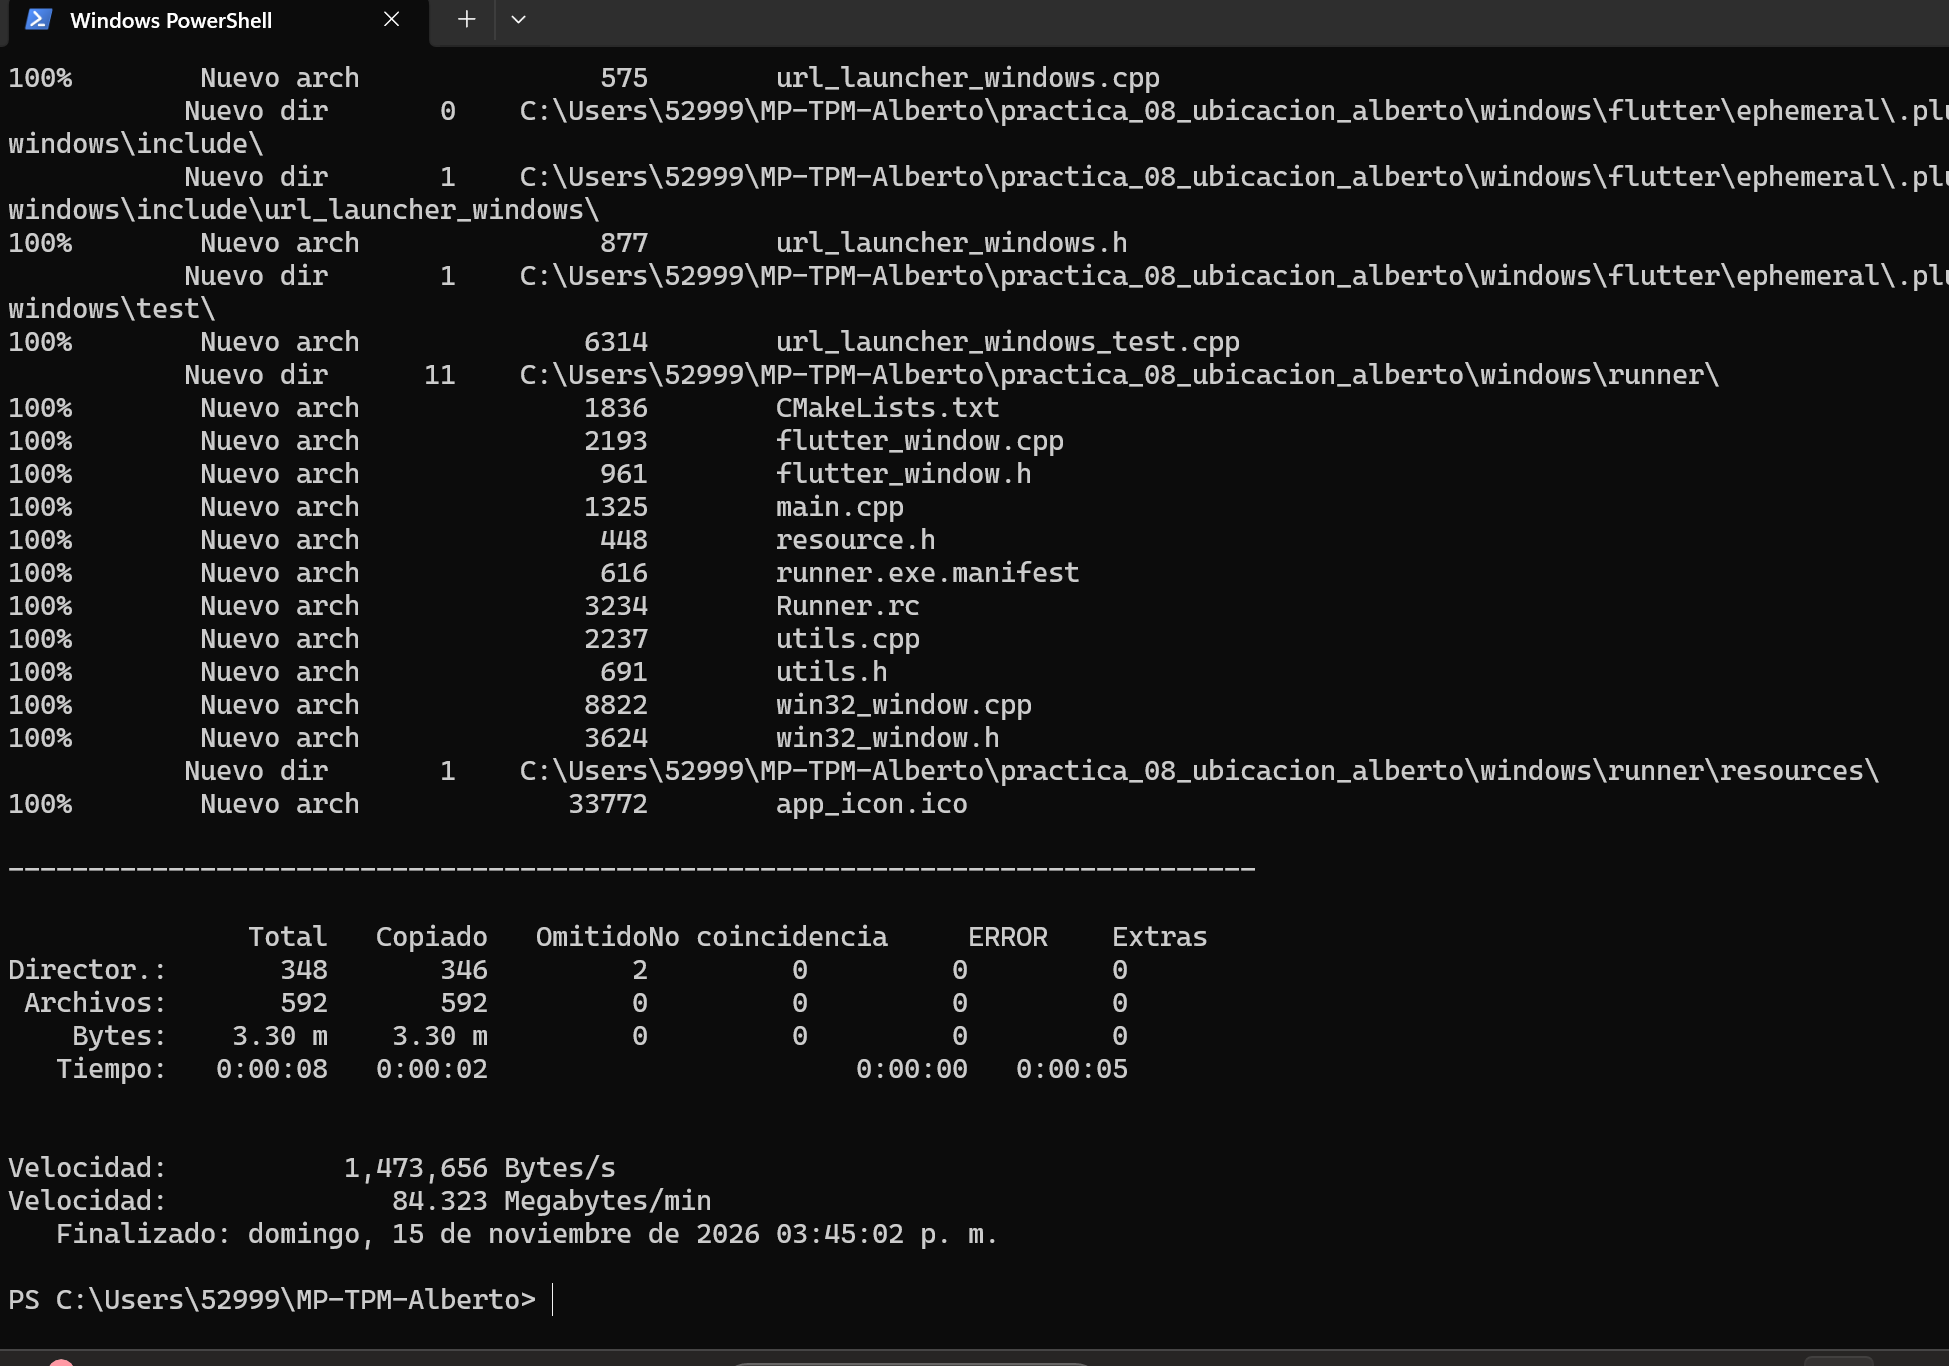 Windows PowerShell
100%        Nuevo arch               575        url_launcher_windows.cpp
           Nuevo dir       0    C:\Users\52999\MP-TPM-Alberto\practica_08_ubicacion_alberto\windows\flutter\ephemeral\.plu
windows\include\
           Nuevo dir       1    C:\Users\52999\MP-TPM-Alberto\practica_08_ubicacion_alberto\windows\flutter\ephemeral\.plu
windows\include\url_launcher_windows\
100%        Nuevo arch               877        url_launcher_windows.h
           Nuevo dir       1    C:\Users\52999\MP-TPM-Alberto\practica_08_ubicacion_alberto\windows\flutter\ephemeral\.plu
windows\test\
100%        Nuevo arch              6314        url_launcher_windows_test.cpp
           Nuevo dir      11    C:\Users\52999\MP-TPM-Alberto\practica_08_ubicacion_alberto\windows\runner\
100%        Nuevo arch              1836        CMakeLists.txt
100%        Nuevo arch              2193        flutter_window.cpp
100%        Nuevo arch               961        flutter_window.h
100%        Nuevo arch              1325        main.cpp
100%        Nuevo arch               448        resource.h
100%        Nuevo arch               616        runner.exe.manifest
100%        Nuevo arch              3234        Runner.rc
100%        Nuevo arch              2237        utils.cpp
100%        Nuevo arch               691        utils.h
100%        Nuevo arch              8822        win32_window.cpp
100%        Nuevo arch              3624        win32_window.h
           Nuevo dir       1    C:\Users\52999\MP-TPM-Alberto\practica_08_ubicacion_alberto\windows\runner\resources\
100%        Nuevo arch             33772        app_icon.ico
------------------------------------------------------------------------------
               Total   Copiado   OmitidoNo coincidencia     ERROR    Extras
Director.:       348       346         2         0         0         0
 Archivos:       592       592         0         0         0         0
    Bytes:    3.30 m    3.30 m         0         0         0         0
   Tiempo:   0:00:08   0:00:02                       0:00:00   0:00:05
Velocidad:           1,473,656 Bytes/s
Velocidad:              84.323 Megabytes/min
   Finalizado: domingo, 15 de noviembre de 2026 03:45:02 p. m.
PS C:\Users\52999\MP-TPM-Alberto>